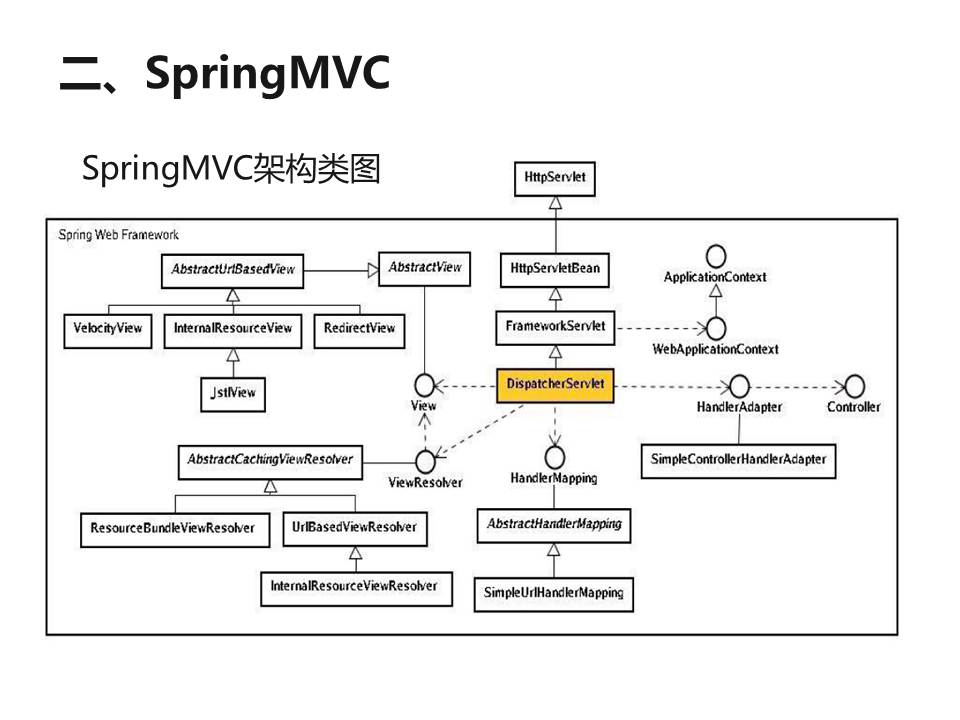 二、SpringMVC
SpringMVC架构类图
HttpServlet
Spring Web Framework
AbstractUrlBasedView
AbstractView
HttpServletBean
ApplicationContext
VelocityView
InternalResourceView
RedirectView
FrameworkServlet
WebApplicationContext
JstlView
View
DispatcherServlet
HandlerAdapter
Controller
AbstractCachingViewResolver
ViewResolver
HandlerMapping
SimpleControllerHandlerAdapter
ResourceBundleViewResolver
UrlBasedViewResolver
AbstractHandlerMapping
InternalResourceViewResolver
SimpleUrlHandlerMapping